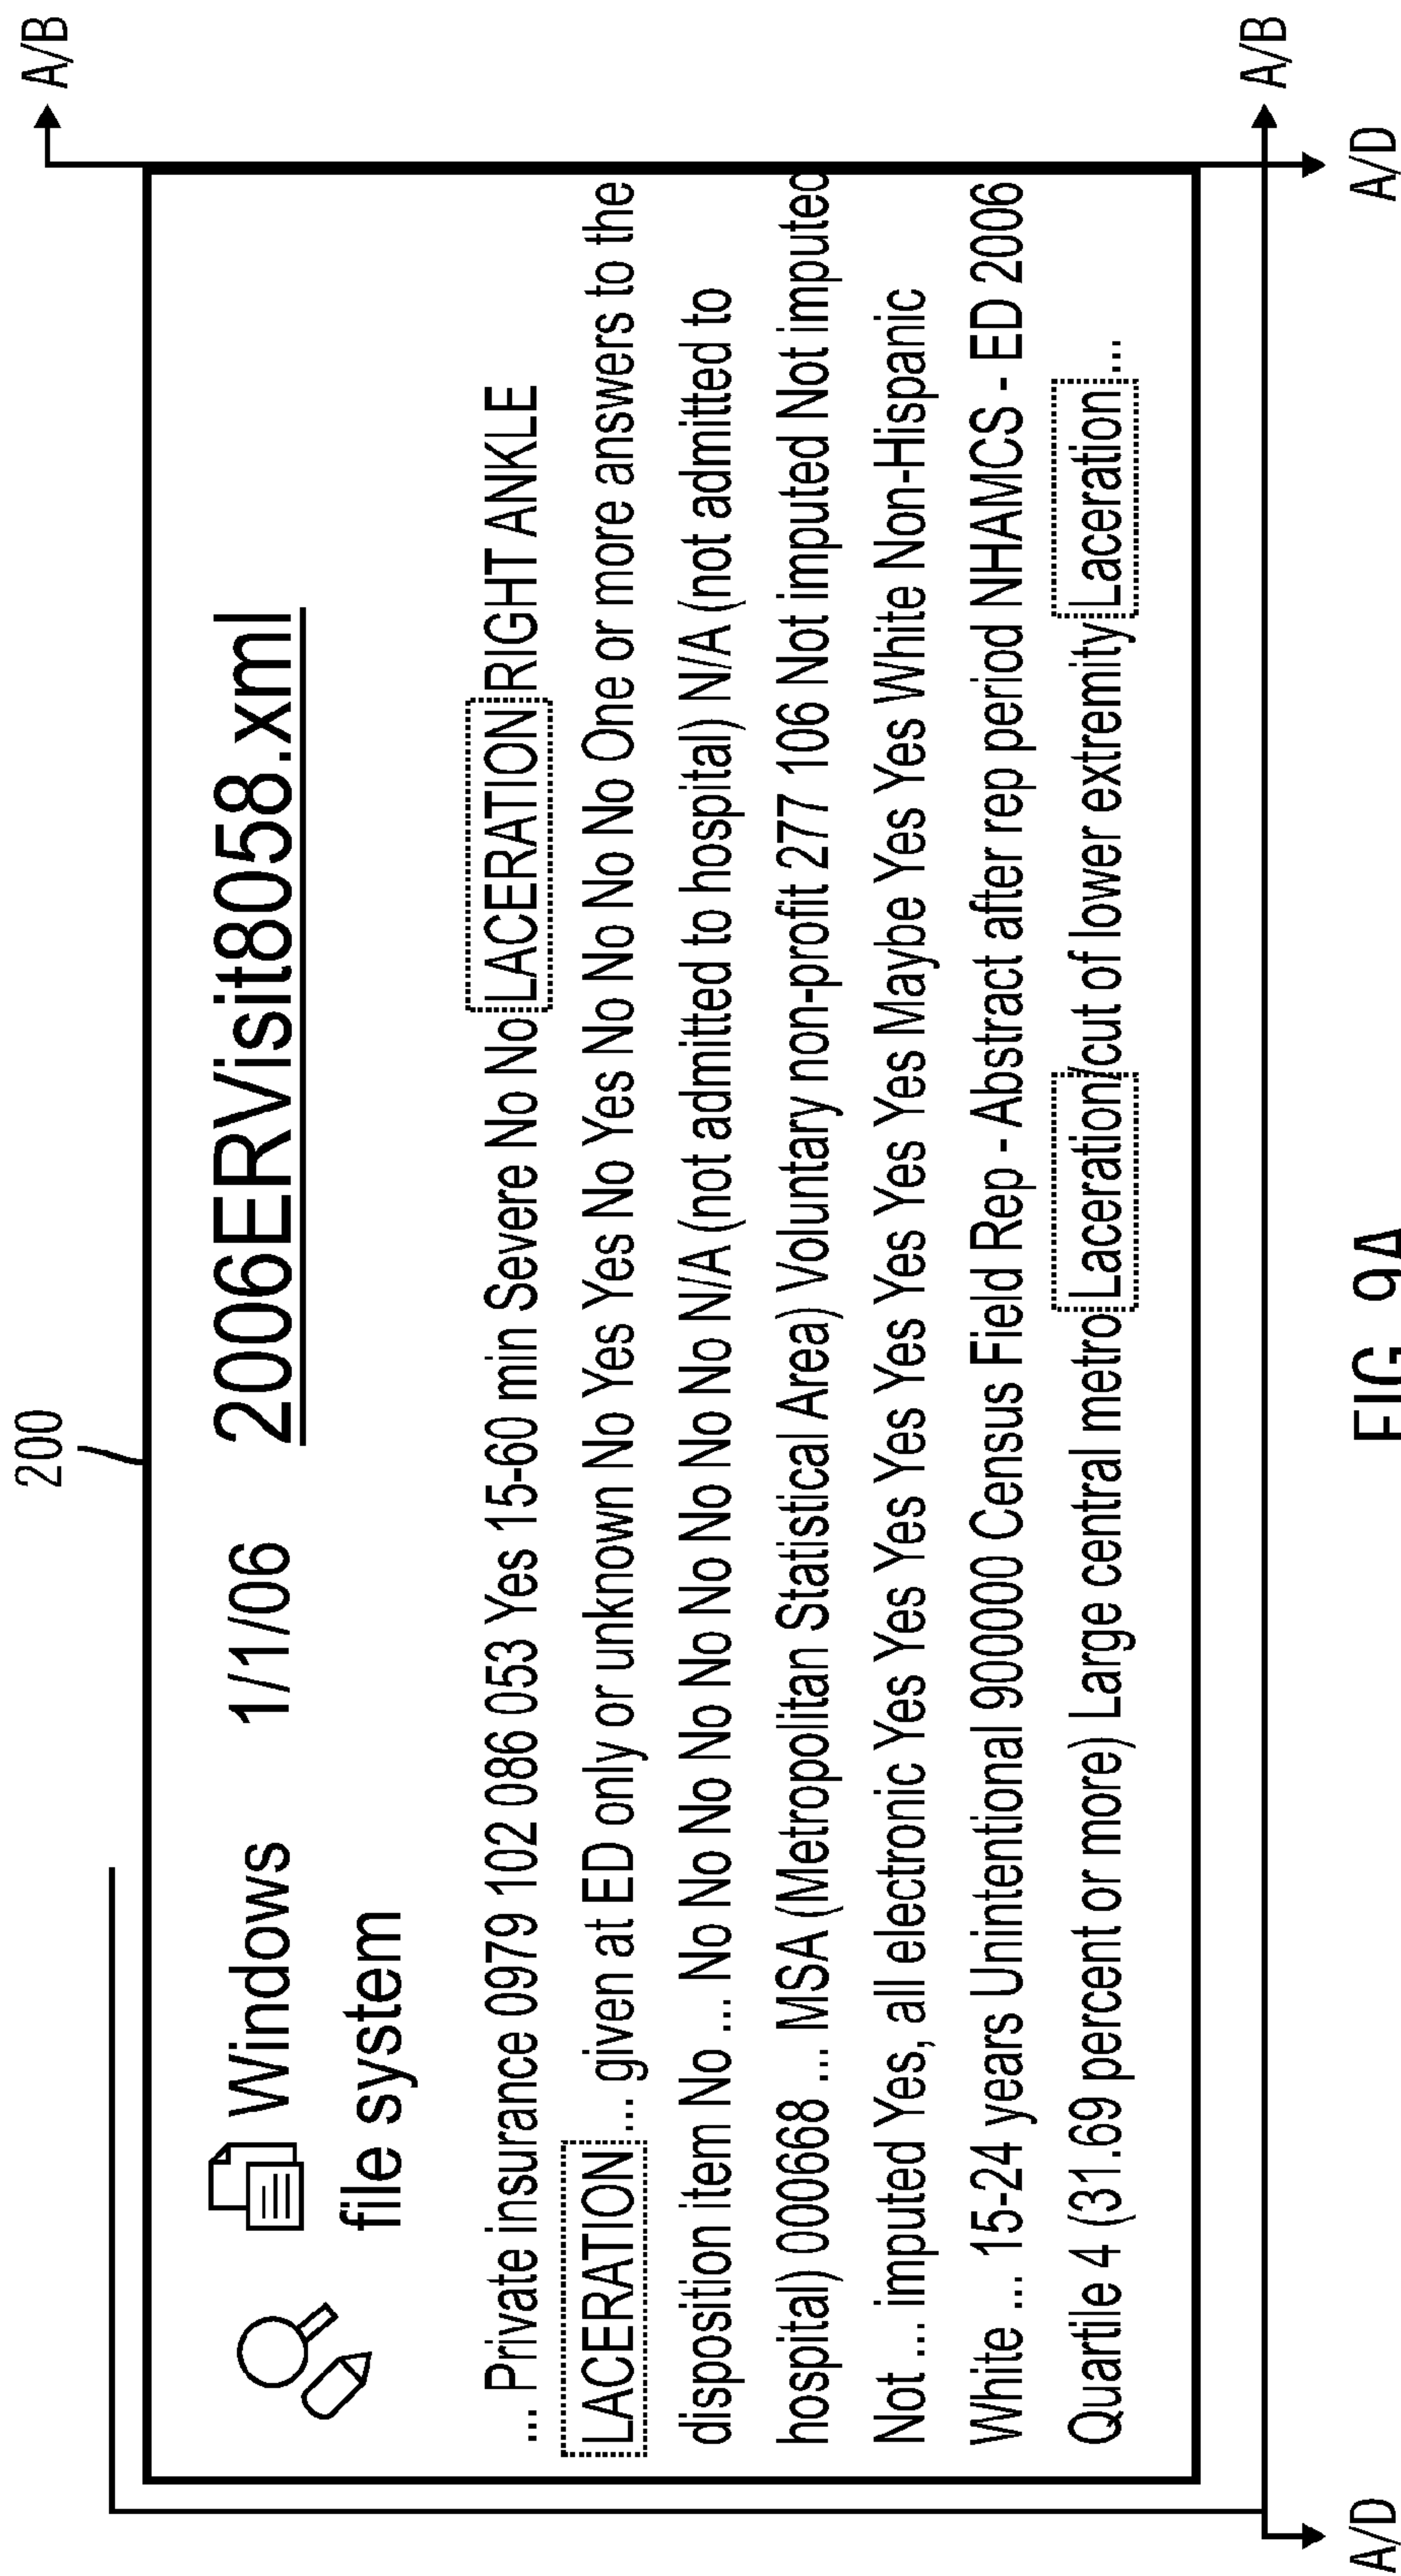 200
A/B
Windows file system 1/1/06 2006ERVisit8058.xml
... Private insurance 0979 102 086 053 Yes 15-60 min Severe No No LACERATION RIGHT ANKLE
LACERATION ... given at ED only or unknown No Yes Yes No Yes No No No No One or more answers to the
disposition item No ... No No No No No No No No No N/A (not admitted to hospital) N/A (not admitted to
hospital) 000668 ... MSA (Metropolitan Statistical Area) Voluntary non-profit 277 106 Not imputed Not imputed
Not ... imputed Yes, all electronic Yes Yes Yes Yes Yes Yes Yes Yes Maybe Yes Yes White Non-Hispanic
White ... 15-24 years Unintentional 900000 Census Field Rep - Abstract after rep period NHAMCS - ED 2006
Quartile 4 (31.69 percent or more) Large central metro Laceration/cut of lower extremity Laceration ...
A/B
A/D
A/D
FIG. 9A